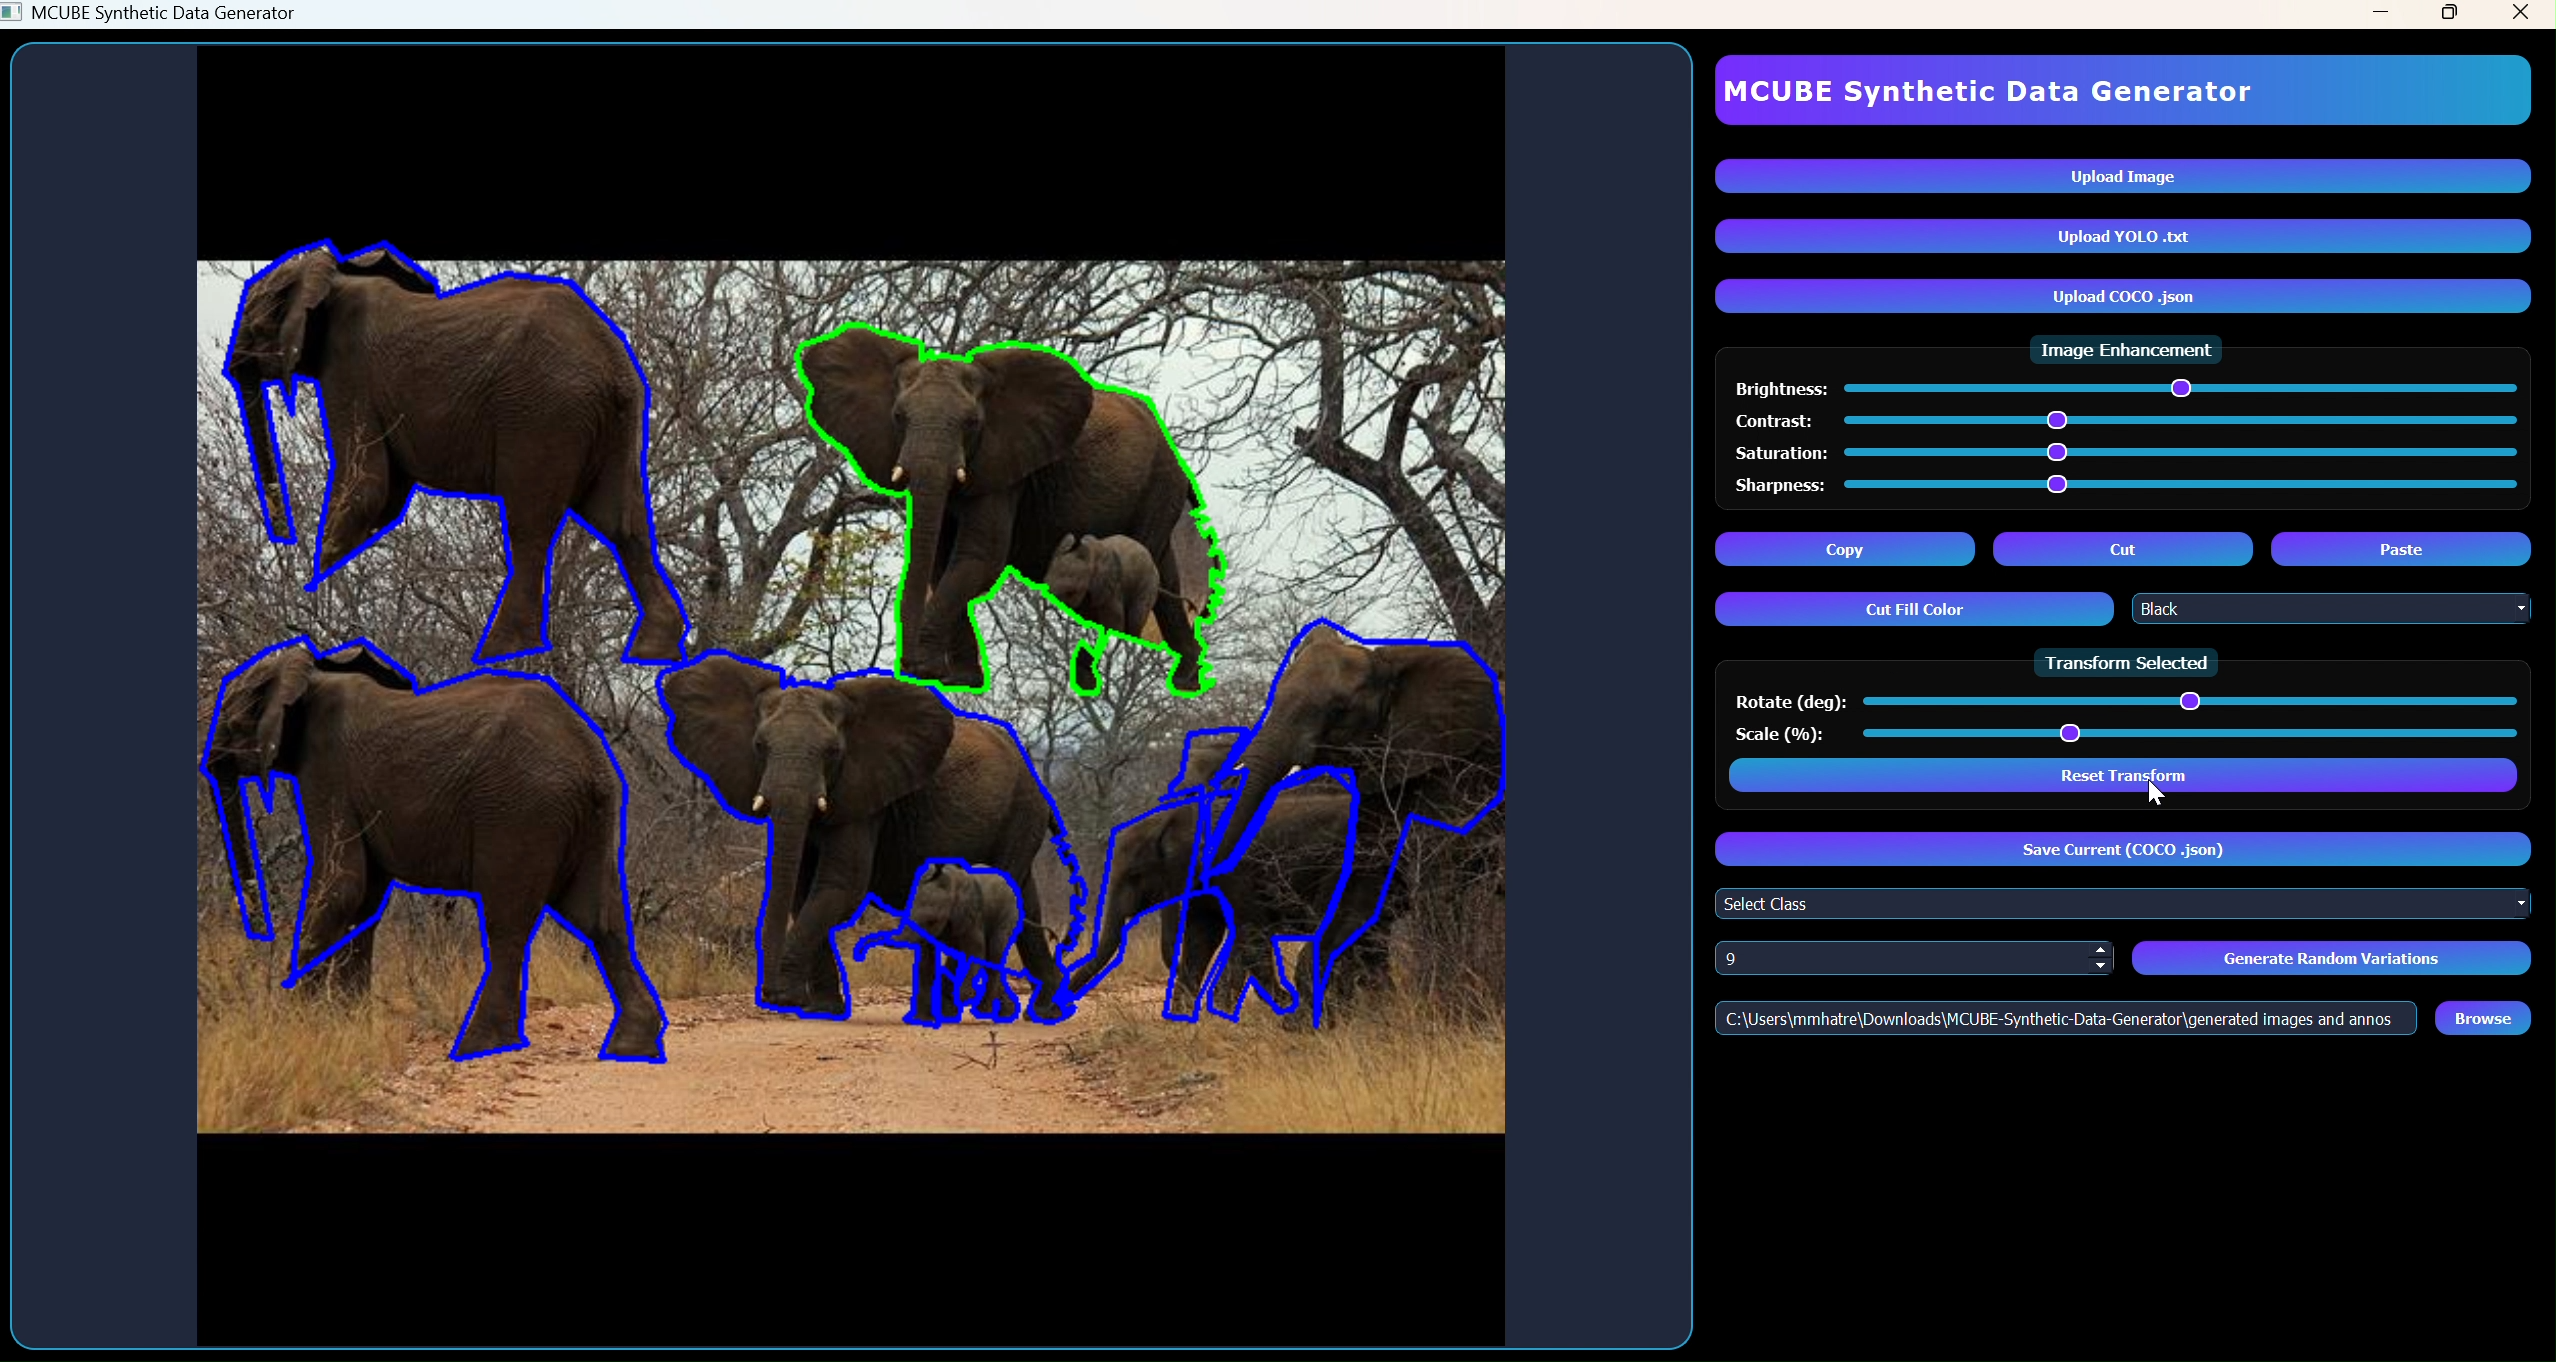 MCUBE Synthetic Data Generator
MCUBE Synthetic Data Generator
Upload Image
Upload YOLO .txt
Upload COCO .json
Image Enhancement
Brightness:
Contrast:
Saturation:
Sharpness:
Copy Cut Paste
Cut Fill Color Black
Transform Selected
Rotate (deg):
Scale (%):
Reset Transform
Save Current (COCO .json)
Select Class
9 Generate Random Variations
C:\Users\mmhatre\Downloads\MCUBE-Synthetic-Data-Generator\generated images and annos Browse